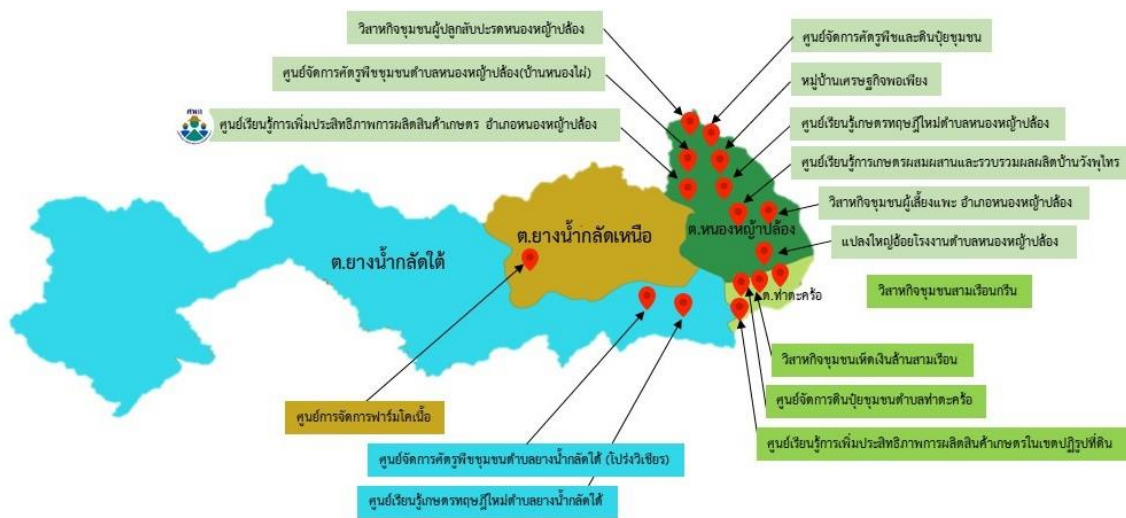 วิสาหกิจชุมชนผู้ปลูกสับปะรดหนองหญ้าปล้อง
ศูนย์จัดการศัตรูพืชและดินปุ๋ยชุมชน
ศูนย์จัดการศัตรูพืชชุมชนตำบลหนองหญ้าปล้อง(บ้านหนองไผ่)
หมู่บ้านเศรษฐกิจพอเพียง
ศพก
ศูนย์เรียนรู้การเพิ่มประสิทธิภาพการผลิตสินค้าเกษตร อำเภอหนองหญ้าปล้อง
ศูนย์เรียนรู้เกษตรทฤษฎีใหม่ตำบลหนองหญ้าปล้อง
ศูนย์เรียนรู้การเกษตรผสมผสานและรวบรวมผลผลิตบ้านวังพุไทร
วิสาหกิจชุมชนผู้เลี้ยงแพะ อำเภอหนองหญ้าปล้อง
ต.หนองหญ้าปล้อง
ต.ยางน้ำกลัดเหนือ
แปลงใหญ่อ้อยโรงงานตำบลหนองหญ้าปล้อง
ต.ยางน้ำกลัดใต้
วิสาหกิจชุมชนสามเรือนกรีน
ต.ท่าตะคร้อ
วิสาหกิจชุมชนเห็ดเงินล้านสามเรือน
ศูนย์จัดการดินปุ๋ยชุมชนตำบลท่าตะคร้อ
ศูนย์การจัดการฟาร์มโคเนื้อ
ศูนย์เรียนรู้การเพิ่มประสิทธิภาพการผลิตสินค้าเกษตรในเขตปฏิรูปที่ดิน
ศูนย์จัดการศัตรูพืชชุมชนตำบลยางน้ำกลัดใต้ (โปร่งวิเชียร)
ศูนย์เรียนรู้เกษตรทฤษฎีใหม่ตำบลยางน้ำกลัดใต้